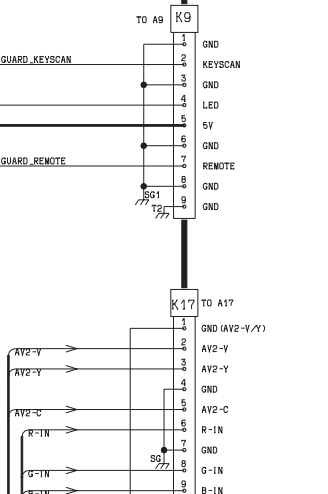 TO A9 K9
1 GND
GUARD_KEYSCAN 2 KEYSCAN
3 GND
4 LED
5 5V
6 GND
GUARD_REMOTE 7 REMOTE
8 GND
SG1
T2 9 GND
K17 TO A17
1 GND(AV2-V/Y)
AV2-V 2 AV2-V
AV2-Y 3 AV2-Y
4 GND
AV2-C 5 AV2-C
R-IN 6 R-IN
7 GND
SG
G-IN 8 G-IN
9 B-IN